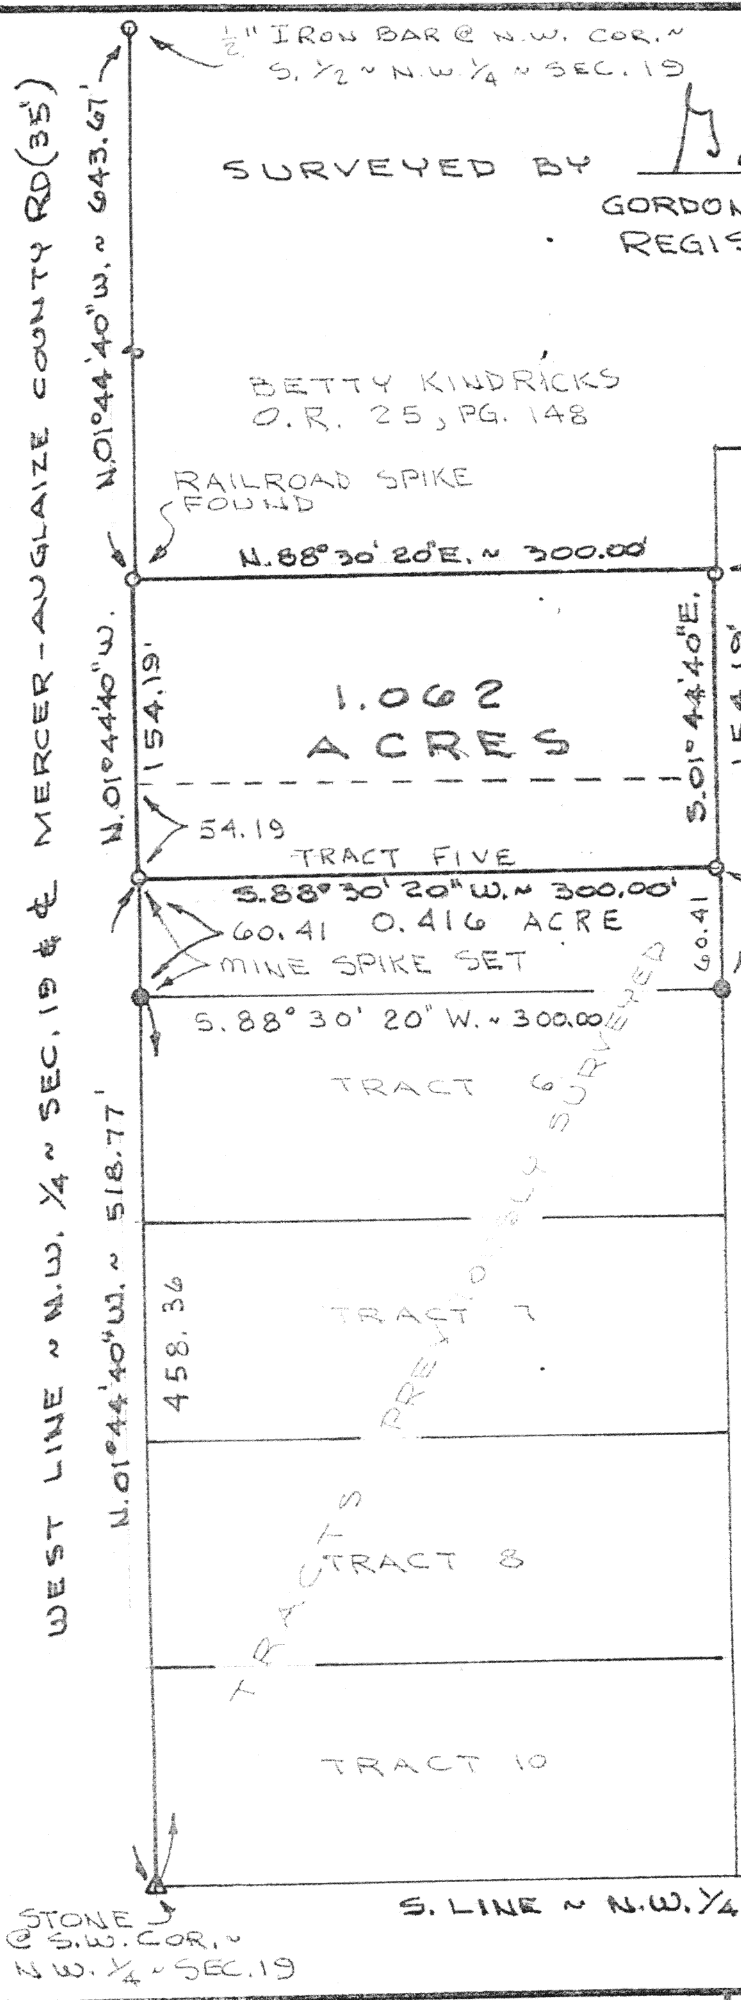 1/2" IRON BAR @ N.W. COR. ~
S. 1/2 ~ N.W. 1/4 ~ SEC. 19
SURVEYED BY
GORDON
REGIS
WEST LINE ~ N.W. 1/4 ~ SEC. 19 & ℄ MERCER-AUGLAIZE COUNTY RD (35')
N.01°44'40"W. ~ 643.67'
BETTY KINDRICKS
O.R. 25, PG. 148
RAILROAD SPIKE
FOUND
N.88°30'20"E. ~ 300.00'
N.01°44'40"W.
154.19'
1.062
ACRES
S.01°44'40"E.
154.19'
54.19
TRACT FIVE
S.88°30'20"W. ~ 300.00'
60.41
0.416 ACRE
60.41
MINE SPIKE SET
S.88°30'20"W. ~ 300.00
TRACT 6
N.01°44'40"W. ~ 518.77'
458.36
TRACT 7
TRACTS PREVIOUSLY SURVEYED
TRACT 8
TRACT 10
STONE
@ S.W. COR. ~
N.W. 1/4 ~ SEC. 19
S. LINE ~ N.W. 1/4